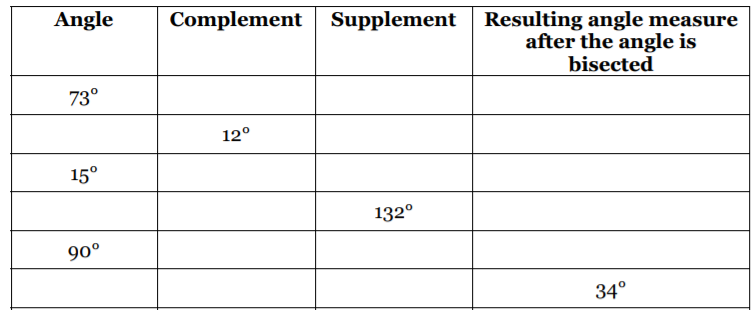 Angle Complement Supplement Resulting angle measure
after the angle is
bisected
73°
12°
15°
132°
90°
34°